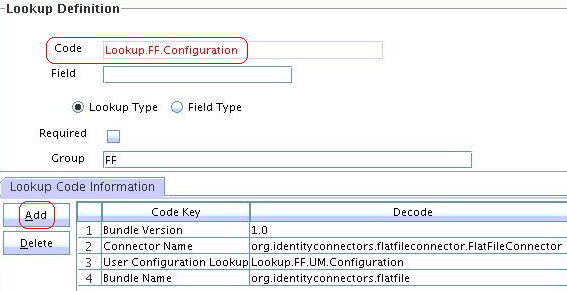 Lookup Definition
Code Lookup.FF.Configuration
Field
Lookup Type Field Type
Required
Group FF
Lookup Code Information
Add
Delete
Code Key Decode
1 Bundle Version 1.0
2 Connector Name org.identityconnectors.flatfileconnector.FlatFileConnector
3 User Configuration Lookup Lookup.FF.UM.Configuration
4 Bundle Name org.identityconnectors.flatfile